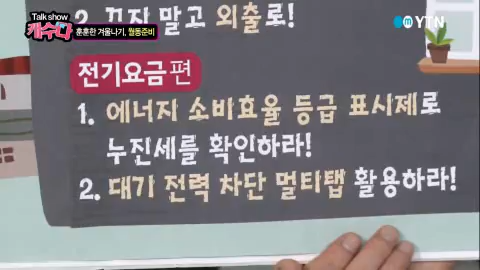 Talk show
캐수다
훈훈한 겨울나기, 월동준비
YTN
2. 끄지 말고 외출로!
전기요금 편
1. 에너지 소비효율 등급 표시제로
누진세를 확인하라!
2. 대기 전력 차단 멀티탭 활용하라!